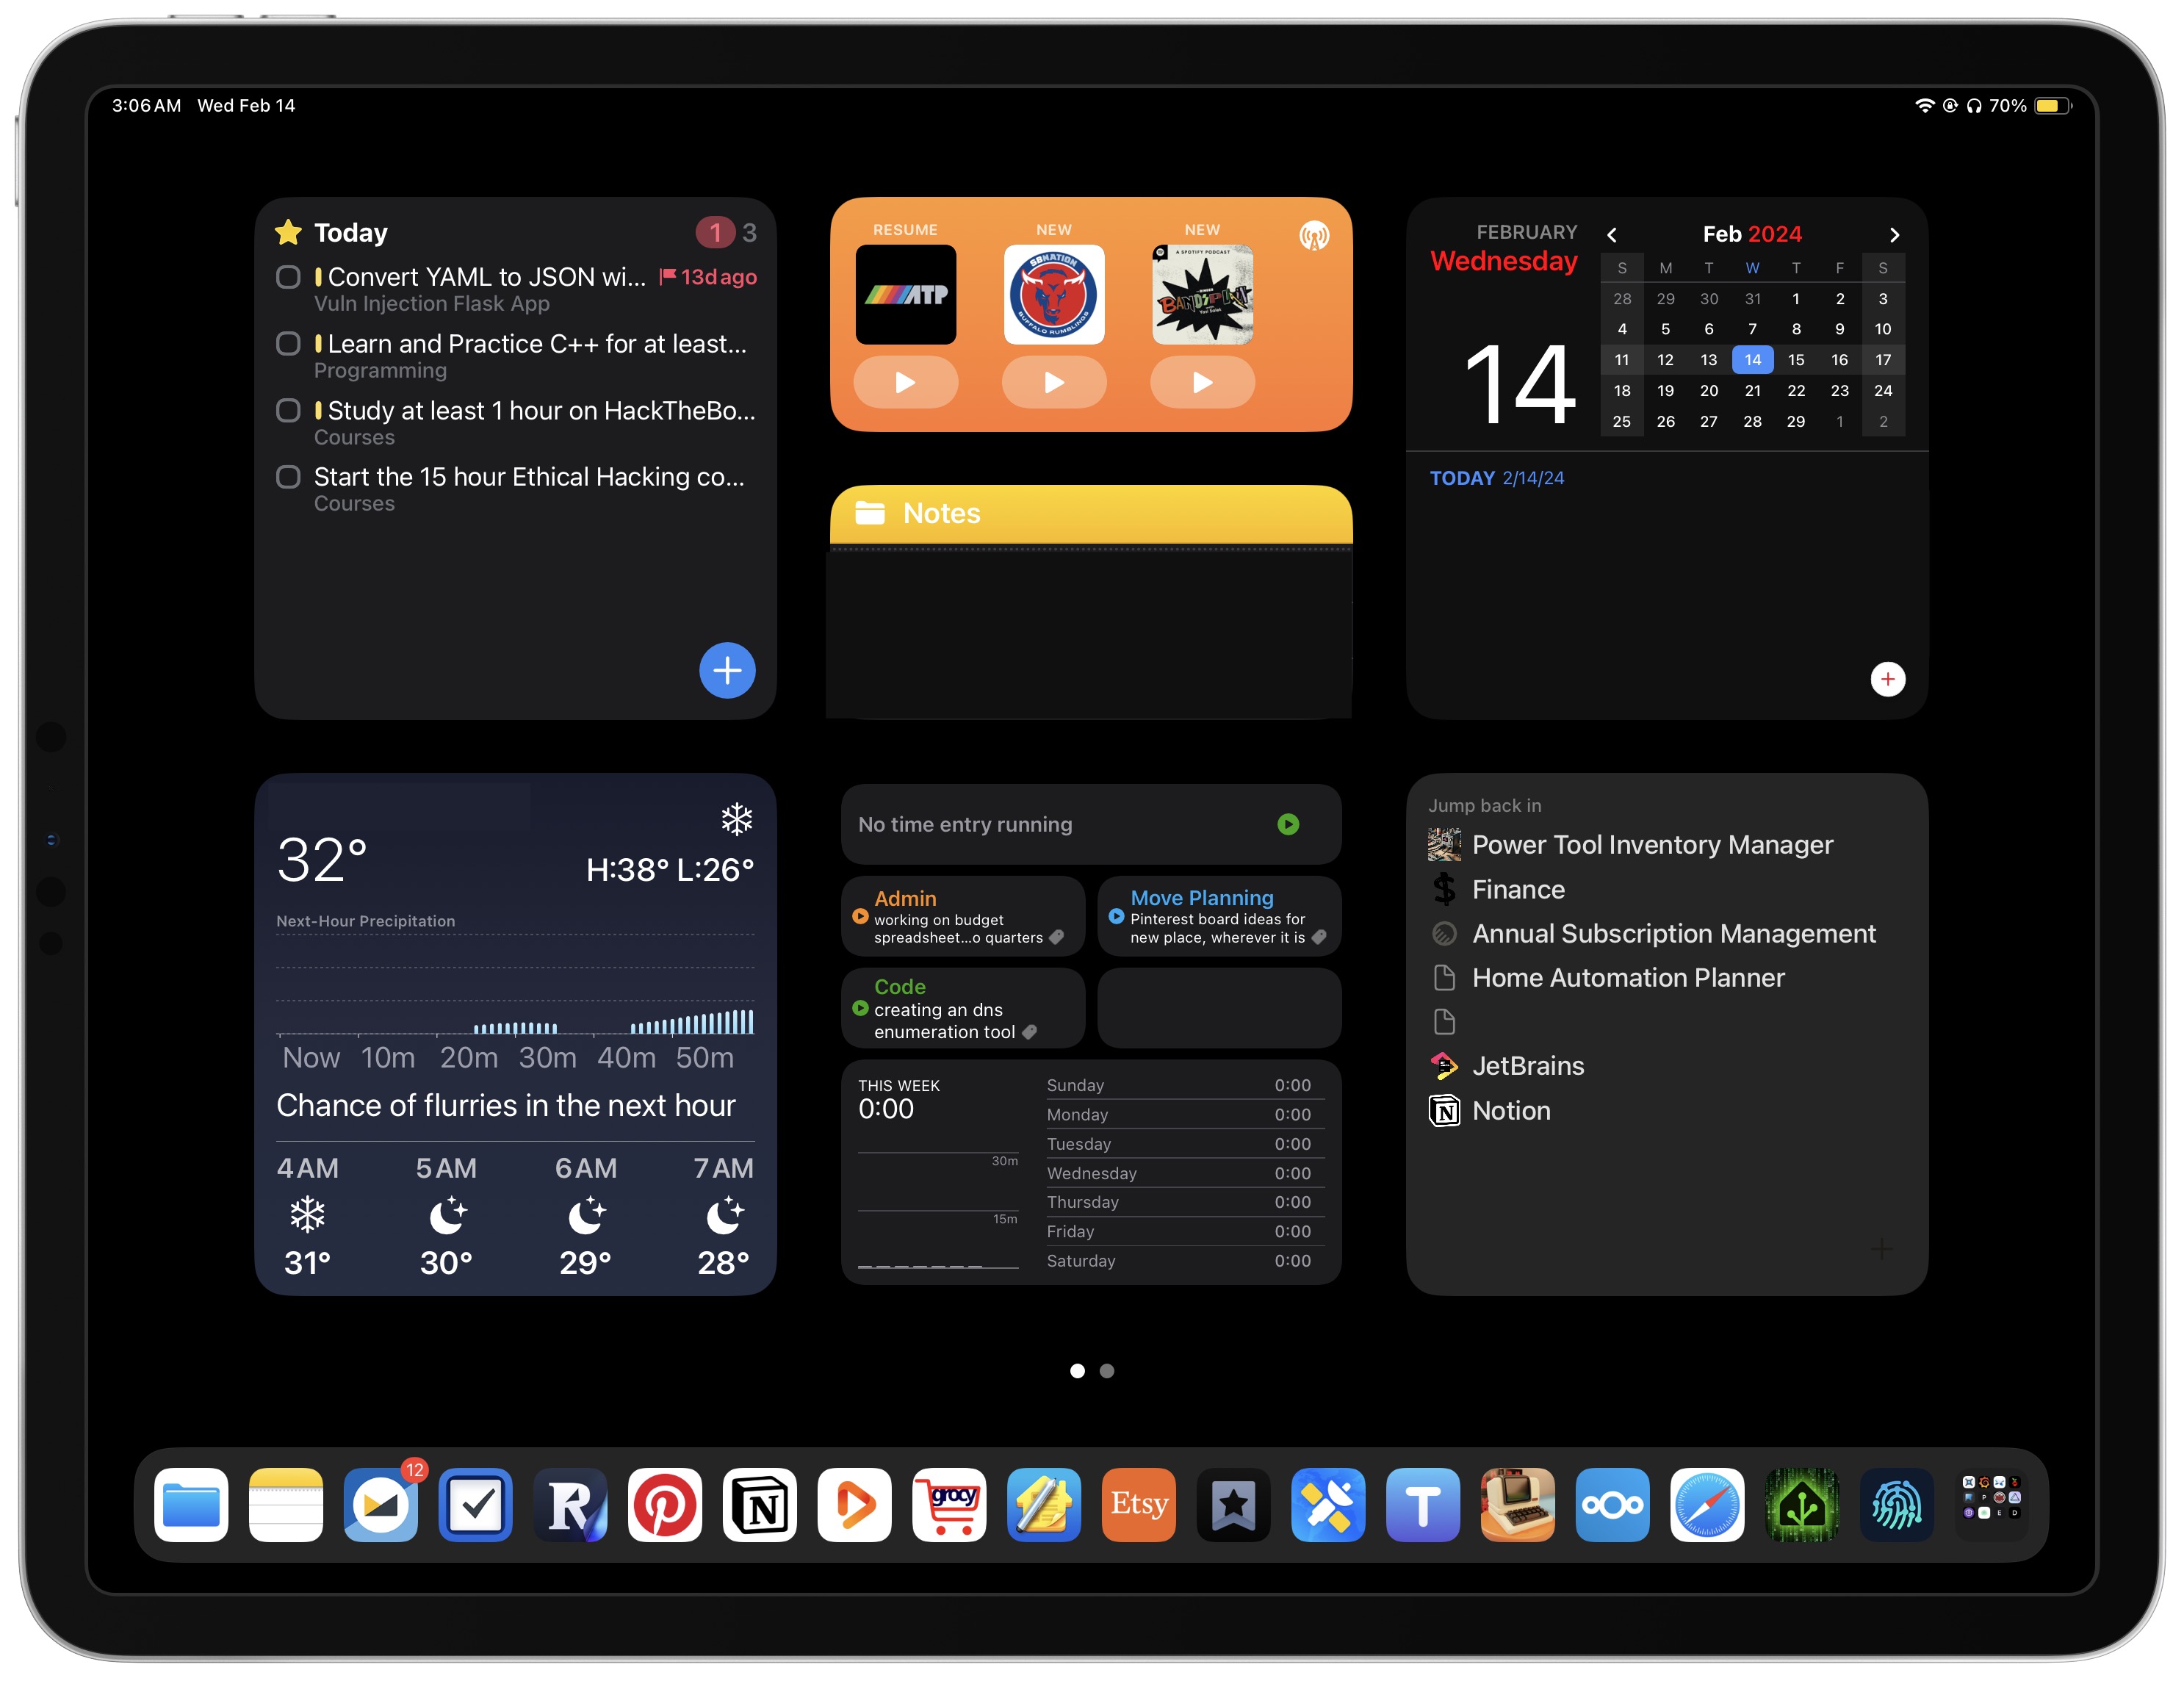 3:06 AM Wed Feb 14
70%
Today
1 3
Convert YAML to JSON wi... 13d ago
Vuln Injection Flask App
Learn and Practice C++ for at least...
Programming
Study at least 1 hour on HackTheBo...
Courses
Start the 15 hour Ethical Hacking co...
Courses
RESUME NEW NEW
ATP
SBNATION
BUFFALO RUMBLINGS
A SPOTIFY PODCAST
BANDSPLAIN
Notes
FEBRUARY
Wednesday
14
Feb 2024
S M T W T F S
28 29 30 31 1 2 3
4 5 6 7 8 9 10
11 12 13 14 15 16 17
18 19 20 21 22 23 24
25 26 27 28 29 1 2
TODAY 2/14/24
32°
H:38° L:26°
Next-Hour Precipitation
Now 10m 20m 30m 40m 50m
Chance of flurries in the next hour
4 AM 5 AM 6 AM 7 AM
31° 30° 29° 28°
No time entry running
Admin
working on budget
spreadsheet...o quarters
Move Planning
Pinterest board ideas for
new place, wherever it is
Code
creating an dns
enumeration tool
THIS WEEK
0:00
30m
15m
Sunday 0:00
Monday 0:00
Tuesday 0:00
Wednesday 0:00
Thursday 0:00
Friday 0:00
Saturday 0:00
Jump back in
Power Tool Inventory Manager
Finance
Annual Subscription Management
Home Automation Planner
JetBrains
Notion
12
R
N
grocy
Etsy
T